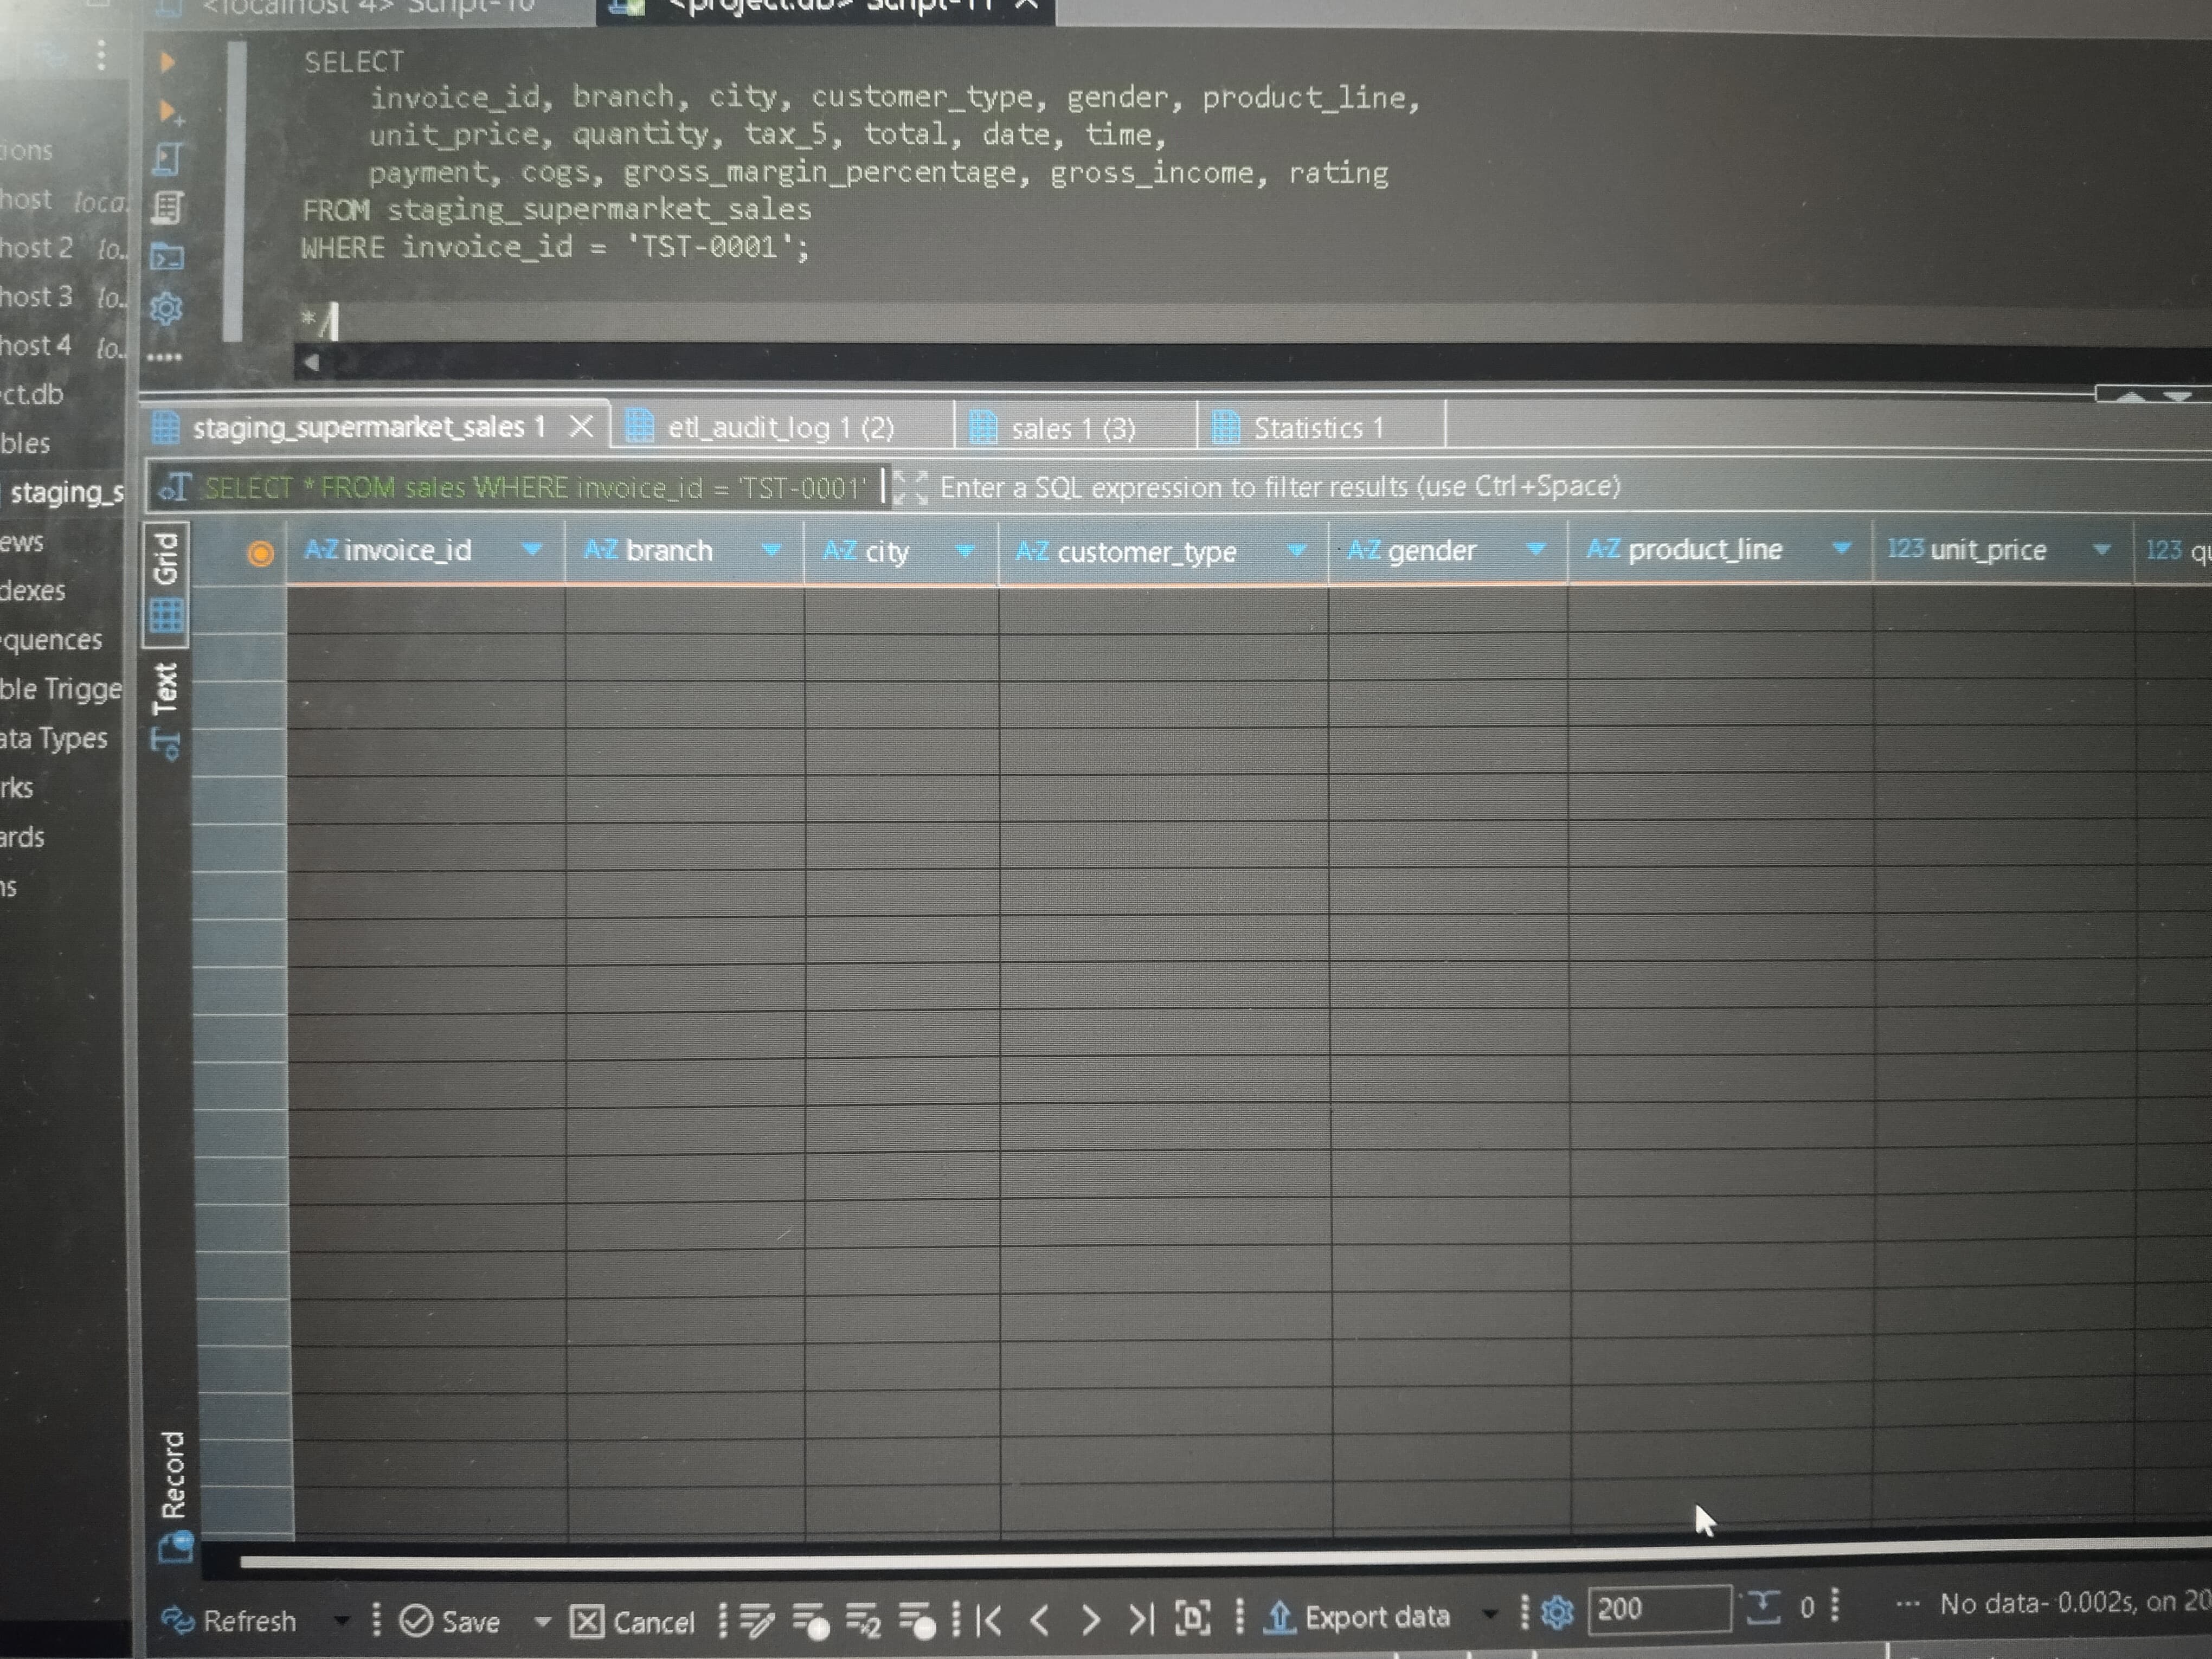 <localhost 4> Script-10
<project.db> Script-11
SELECT
invoice_id, branch, city, customer_type, gender, product_line,
unit_price, quantity, tax_5, total, date, time,
payment, cogs, gross_margin_percentage, gross_income, rating
FROM staging_supermarket_sales
WHERE invoice_id = 'TST-0001';
*/
ions
host loca.
host 2 lo..
host 3 lo..
host 4 lo..
ct.db
bles
staging_s
ews
dexes
quences
ble Trigge
ata Types
rks
ards
ns
staging_supermarket_sales 1
etl_audit_log 1 (2)
sales 1 (3)
Statistics 1
SELECT * FROM sales WHERE invoice_id = 'TST-0001'
Enter a SQL expression to filter results (use Ctrl+Space)
Grid
Text
Record
A-Z invoice_id A-Z branch A-Z city A-Z customer_type A-Z gender A-Z product_line 123 unit_price 123 qu
Refresh Save Cancel Export data 200 0 ... No data - 0.002s, on 20